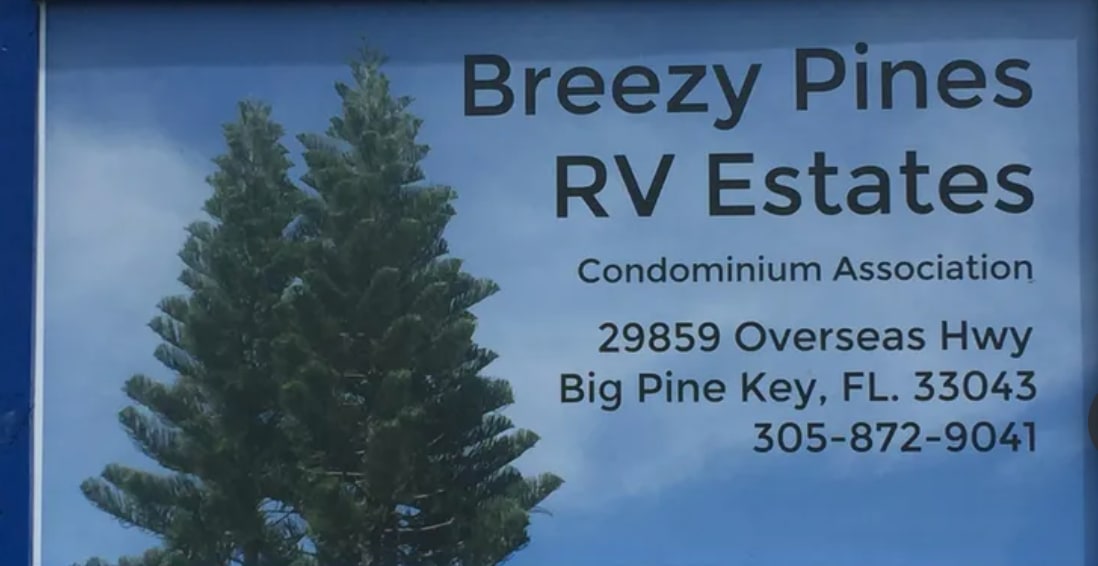 Breezy Pines
RV Estates
Condominium Association
29859 Overseas Hwy
Big Pine Key, FL. 33043
305-872-9041